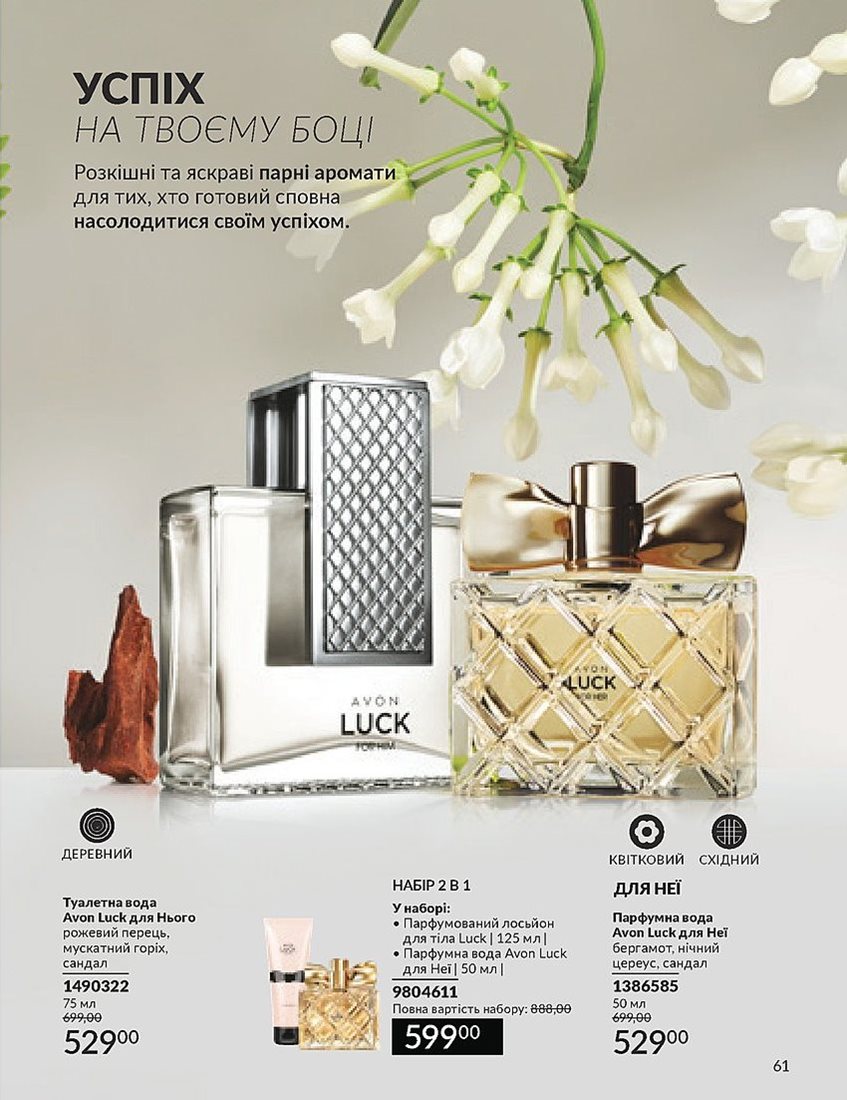 УСПІХ
НА ТВОЄМУ БОЦІ
Розкішні та яскраві парні аромати
для тих, хто готовий сповна
насолодитися своїм успіхом.
AVON
LUCK
FOR HIM
AVON
LUCK
FOR HER
ДЕРЕВНИЙ
Туалетна вода
Avon Luck для Нього
рожевий перець,
мускатний горіх,
сандал
1490322
75 мл
699,00
529⁰⁰
LUCK
НАБІР 2 В 1
У наборі:
• Парфумований лосьйон
для тіла Luck | 125 мл |
• Парфумна вода Avon Luck
для Неї | 50 мл |
9804611
Повна вартість набору: 888,00
599⁰⁰
КВІТКОВИЙ СХІДНИЙ
ДЛЯ НЕЇ
Парфумна вода
Avon Luck для Неї
бергамот, нічний
цереус, сандал
1386585
50 мл
699,00
529⁰⁰
61